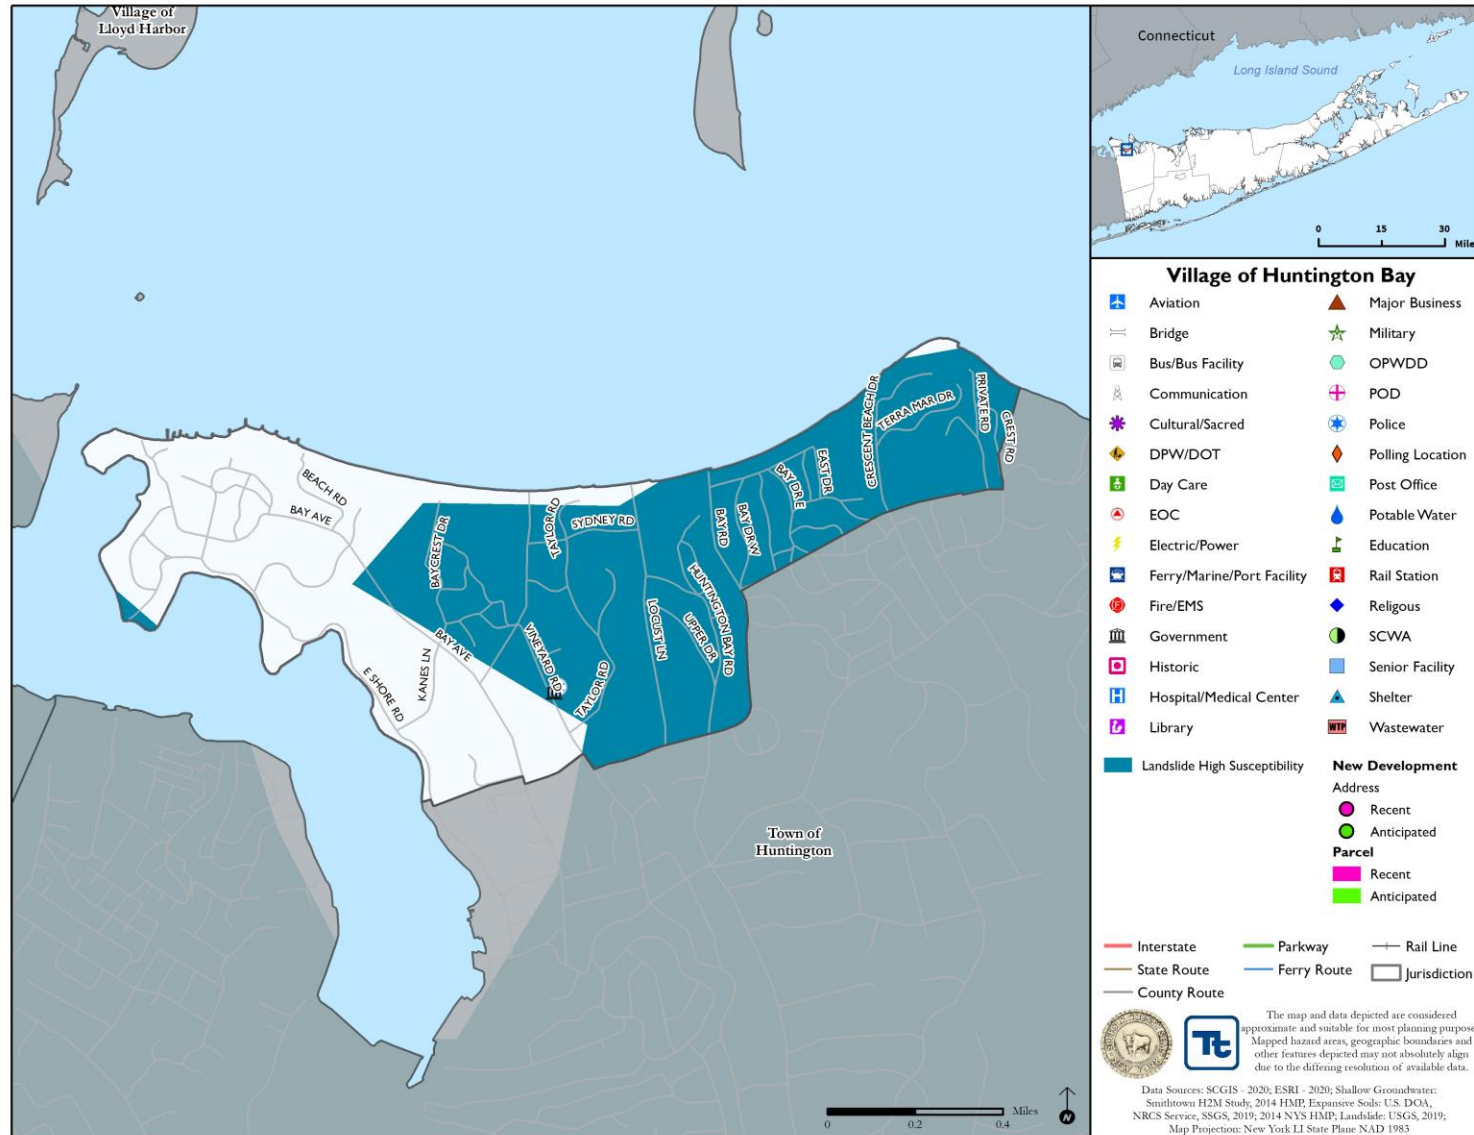 Village of
Lloyd Harbor
BEACH RD
BAY AVE
BAYCREST DR
TAYLOR RD
SYDNEY RD
BAY RD
BAY DR W
BAY DR E
EAST DR
CRESCENT BEACH DR
TERRA MAR DR
PRIVATE RD
CREST RD
HUNTINGTON BAY RD
UPPER DR
LOCUST LN
VINEYARD RD
TAYLOR RD
BAY AVE
KANES LN
E SHORE RD
Town of
Huntington
0 0.2 0.4 Miles
N
Connecticut
Long Island Sound
0 15 30
Mile
Village of Huntington Bay
Aviation
Bridge
Bus/Bus Facility
Communication
Cultural/Sacred
DPW/DOT
Day Care
EOC
Electric/Power
Ferry/Marine/Port Facility
Fire/EMS
Government
Historic
H Hospital/Medical Center
Library
Major Business
Military
OPWDD
POD
Police
Polling Location
Post Office
Potable Water
Education
Rail Station
Religous
SCWA
Senior Facility
Shelter
WTP Wastewater
Landslide High Susceptibility
New Development
Address
Recent
Anticipated
Parcel
Recent
Anticipated
Interstate
State Route
County Route
Parkway
Ferry Route
Rail Line
Jurisdiction
Tt
The map and data depicted are considered
approximate and suitable for most planning purpose
Mapped hazard areas, geographic boundaries and
other features depicted may not absolutely align
due to the differing resolution of available data.
Data Sources: SCGIS - 2020; ESRI - 2020; Shallow Groundwater:
Smithtown H2M Study, 2014 HMP, Expansive Soils: U.S. DOA,
NRCS Service, SSGS, 2019; 2014 NYS HMP; Landslide: USGS, 2019;
Map Projection: New York LI State Plane NAD 1983